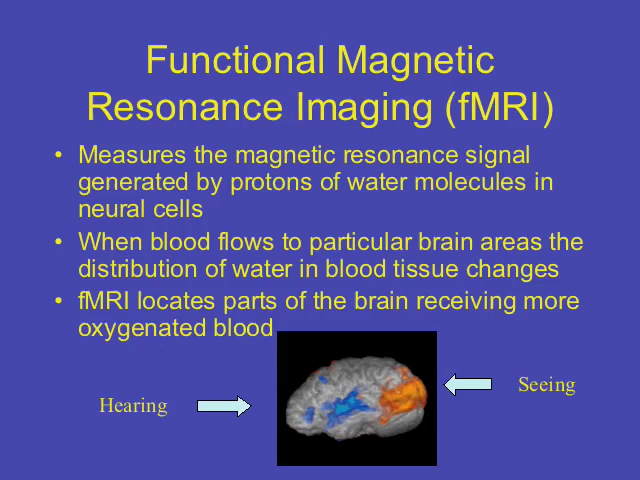 Functional Magnetic
Resonance Imaging (fMRI)
• Measures the magnetic resonance signal
generated by protons of water molecules in
neural cells
• When blood flows to particular brain areas the
distribution of water in blood tissue changes
• fMRI locates parts of the brain receiving more
oxygenated blood
Seeing
Hearing